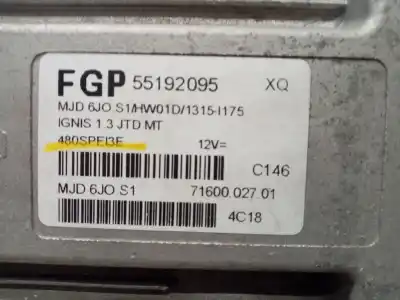 FGP 55192095 XQ
MJD 6JO S1/HW01D/1315-I175
IGNIS 1.3 JTD MT
480SPEI3E 12V=
C146
MJD 6JO S1 71600.027.01
4C18